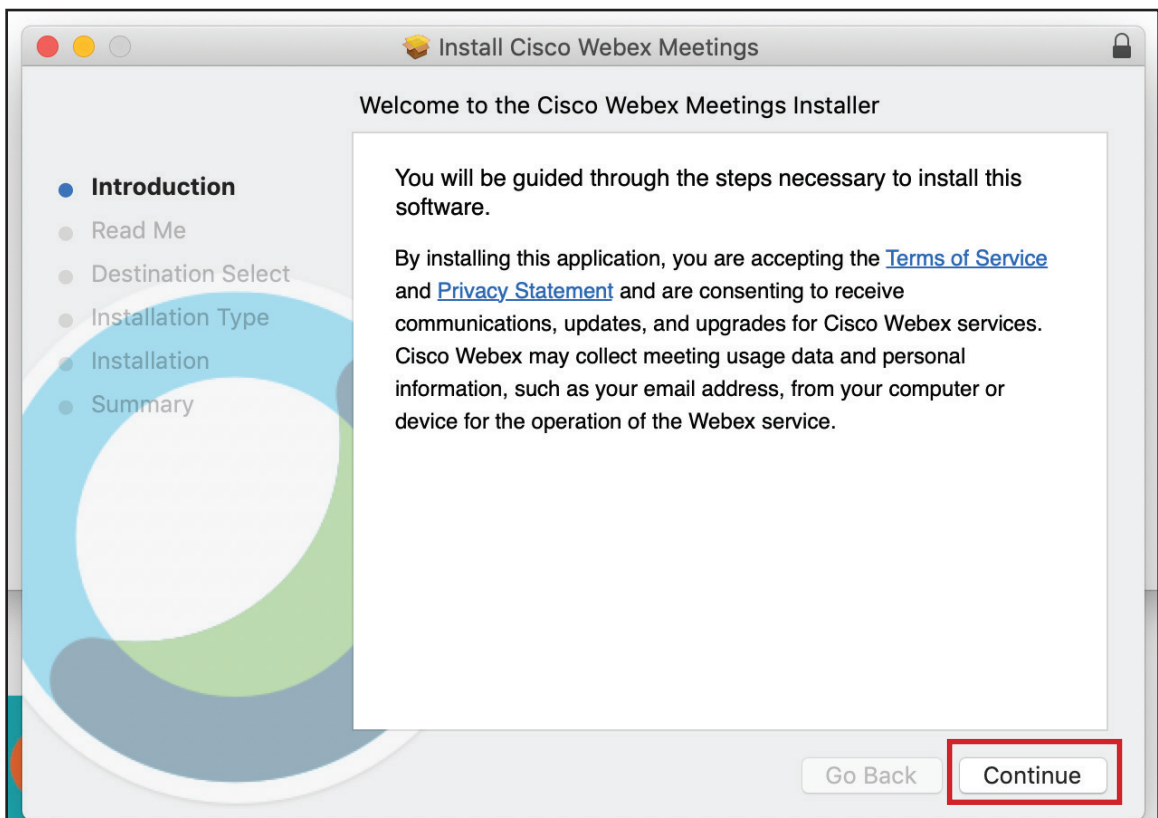 Install Cisco Webex Meetings
Welcome to the Cisco Webex Meetings Installer
Introduction
Read Me
Destination Select
Installation Type
Installation
Summary
You will be guided through the steps necessary to install this
software.
By installing this application, you are accepting the Terms of Service
and Privacy Statement and are consenting to receive
communications, updates, and upgrades for Cisco Webex services.
Cisco Webex may collect meeting usage data and personal
information, such as your email address, from your computer or
device for the operation of the Webex service.
Go Back
Continue